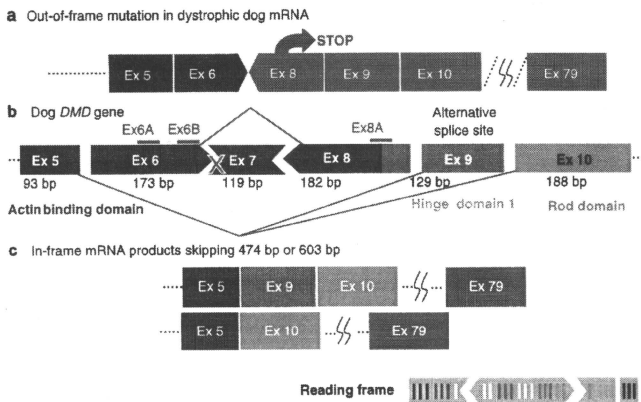 a Out-of-frame mutation in dystrophic dog mRNA
STOP
Ex 5 Ex 6 Ex 8 Ex 9 Ex 10 Ex 79
b Dog DMD gene
Alternative
splice site
Ex6A Ex6B Ex8A
Ex 5 Ex 6 X Ex 7 Ex 8 Ex 9 Ex 10
93 bp 173 bp 119 bp 182 bp 129 bp 188 bp
Actin binding domain Hinge domain 1 Rod domain
c In-frame mRNA products skipping 474 bp or 603 bp
Ex 5 Ex 9 Ex 10 Ex 79
Ex 5 Ex 10 Ex 79
Reading frame